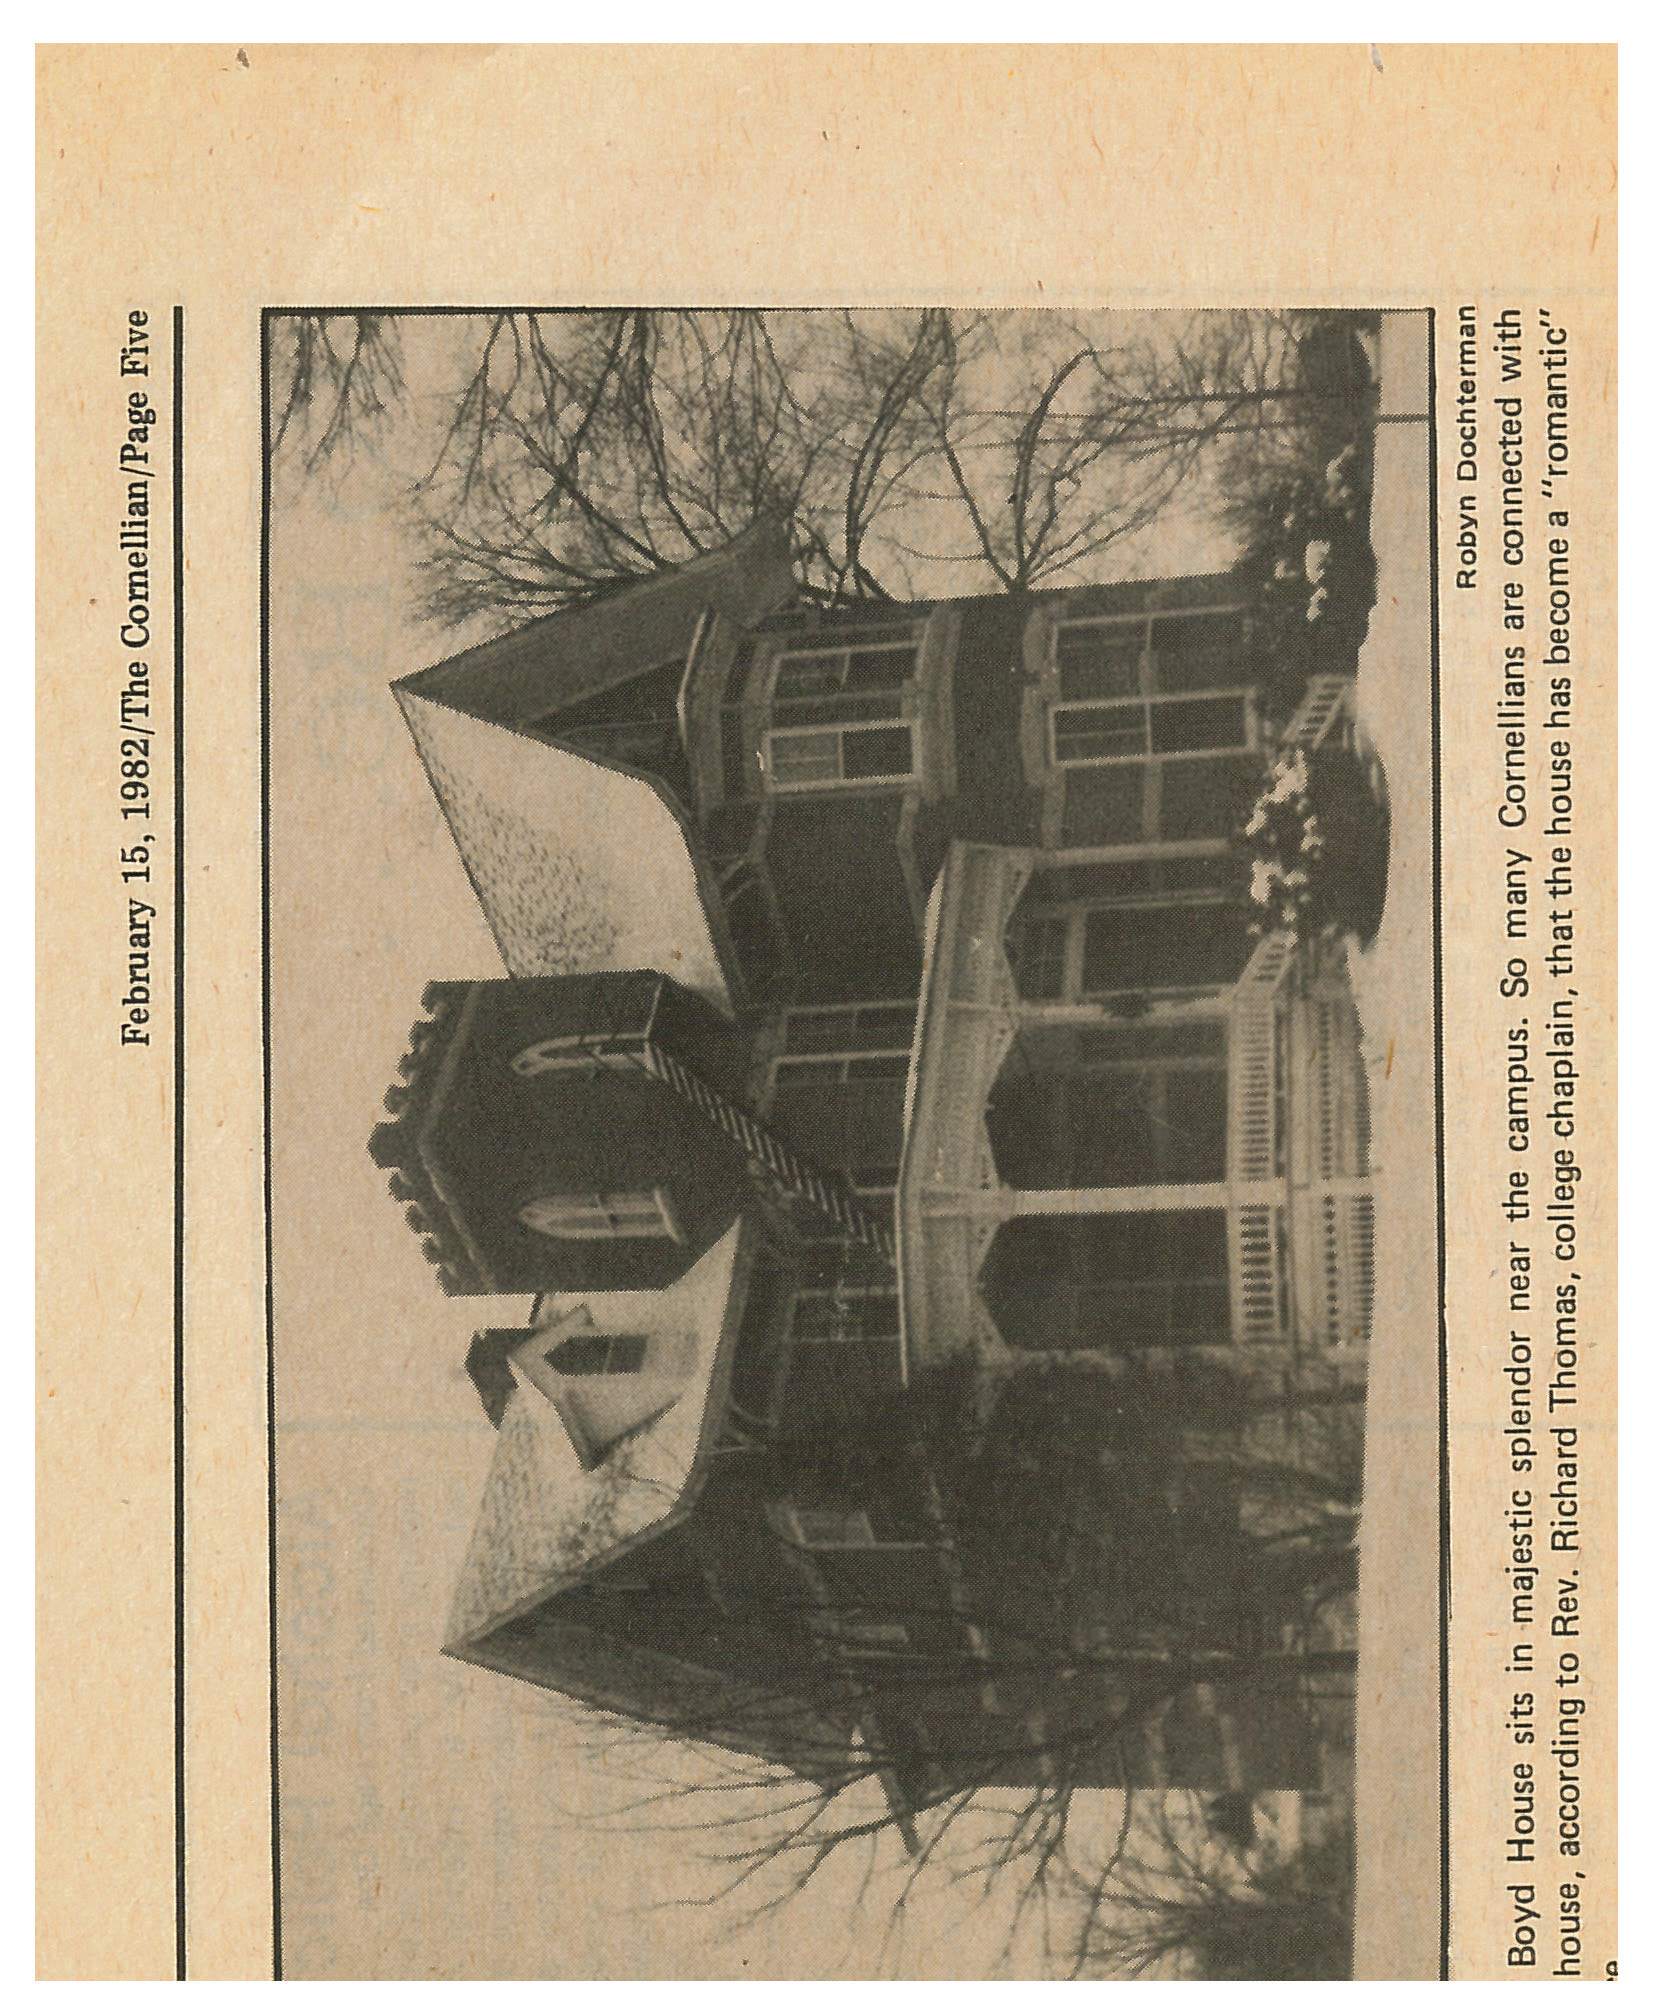 February 15, 1982/The Cornellian/Page Five
Robyn Dochterman
Boyd House sits in majestic splendor near the campus. So many Cornellians are connected with
house, according to Rev. Richard Thomas, college chaplain, that the house has become a "romantic"